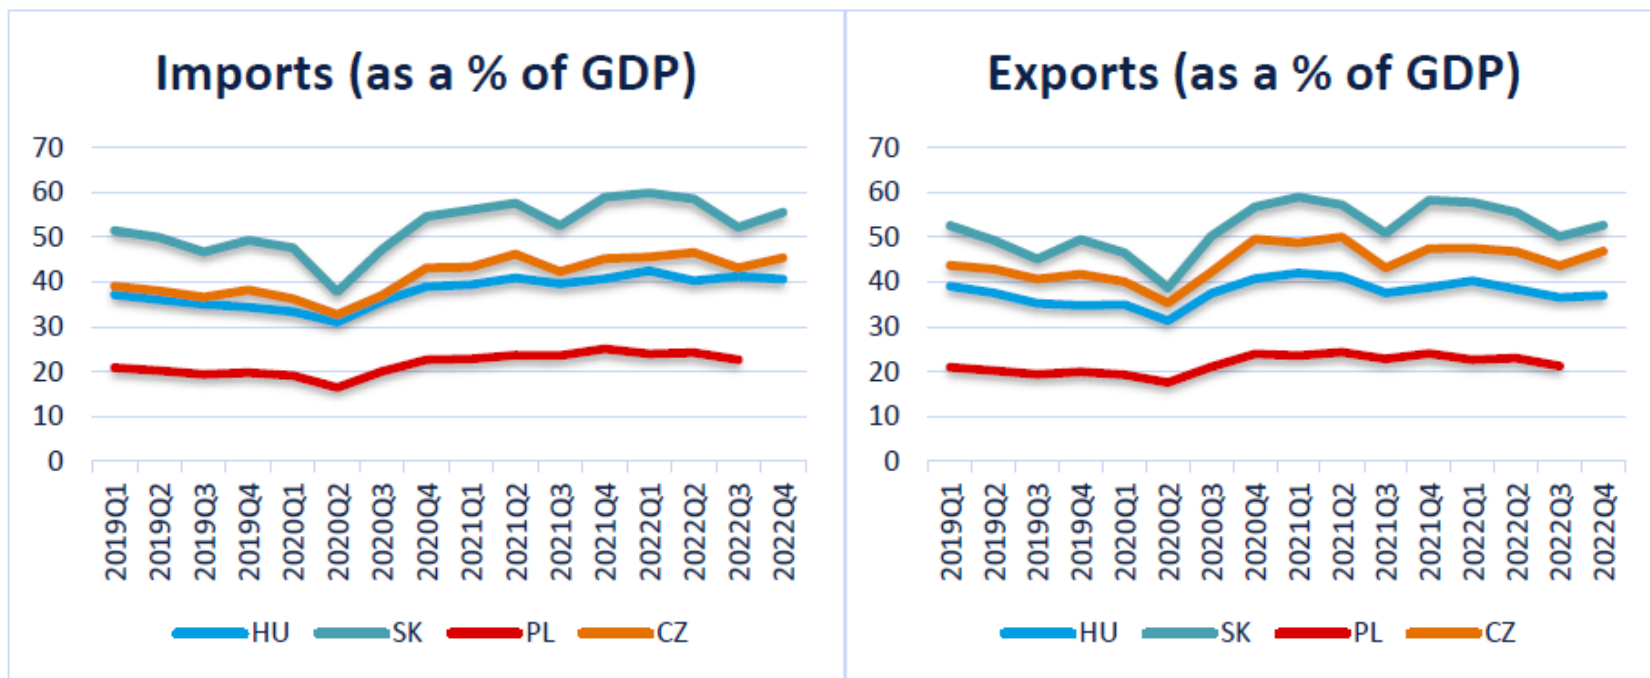 Imports (as a % of GDP)
70
60
50
40
30
20
10
0
2019Q1
2019Q2
2019Q3
2019Q4
2020Q1
2020Q2
2020Q3
2020Q4
2021Q1
2021Q2
2021Q3
2021Q4
2022Q1
2022Q2
2022Q3
2022Q4
HU SK PL CZ
Exports (as a % of GDP)
70
60
50
40
30
20
10
0
2019Q1
2019Q2
2019Q3
2019Q4
2020Q1
2020Q2
2020Q3
2020Q4
2021Q1
2021Q2
2021Q3
2021Q4
2022Q1
2022Q2
2022Q3
2022Q4
HU SK PL CZ